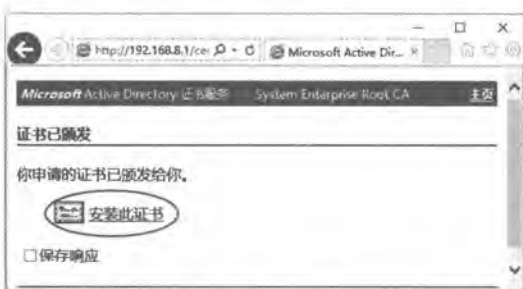 http://192.168.8.1/ce Microsoft Active Dir...
Microsoft Active Directory 证书服务 System Enterprise Root CA 主页
证书已颁发
你申请的证书已颁发给你。
安装此证书
保存响应